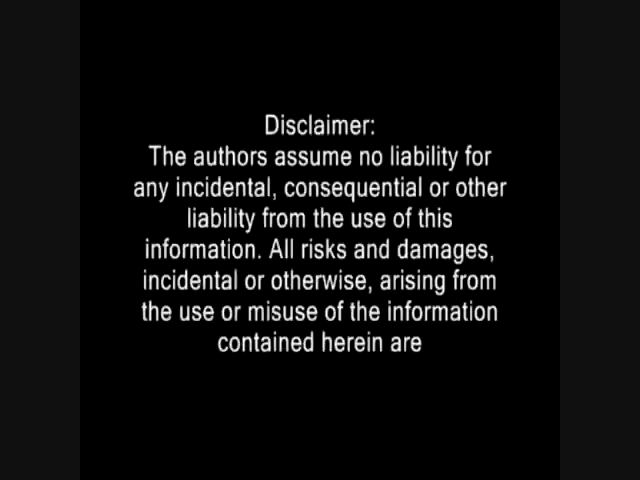 Disclaimer:
The authors assume no liability for
any incidental, consequential or other
liability from the use of this
information. All risks and damages,
incidental or otherwise, arising from
the use or misuse of the information
contained herein are